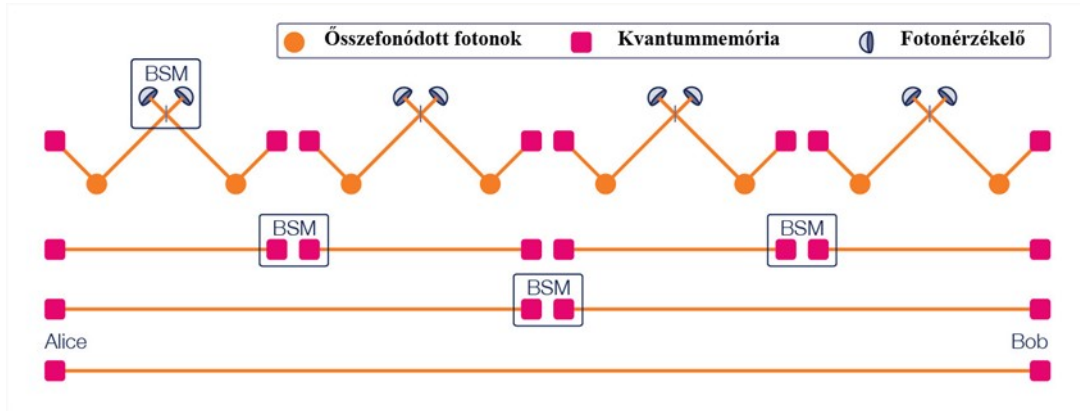 Összefonódott fotonok Kvantummemória Fotonérzékelő
BSM
BSM BSM
BSM
Alice Bob